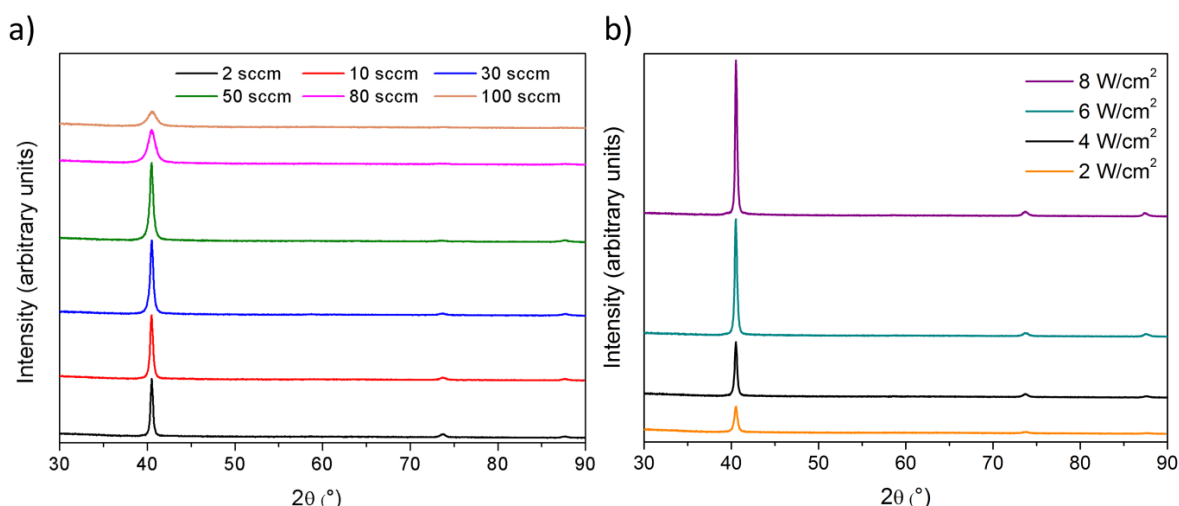 a)
2 sccm 10 sccm 30 sccm
50 sccm 80 sccm 100 sccm
Intensity (arbitrary units)
30 40 50 60 70 80 90
2θ (°)
b)
8 W/cm²
6 W/cm²
4 W/cm²
2 W/cm²
Intensity (arbitrary units)
30 40 50 60 70 80 90
2θ (°)